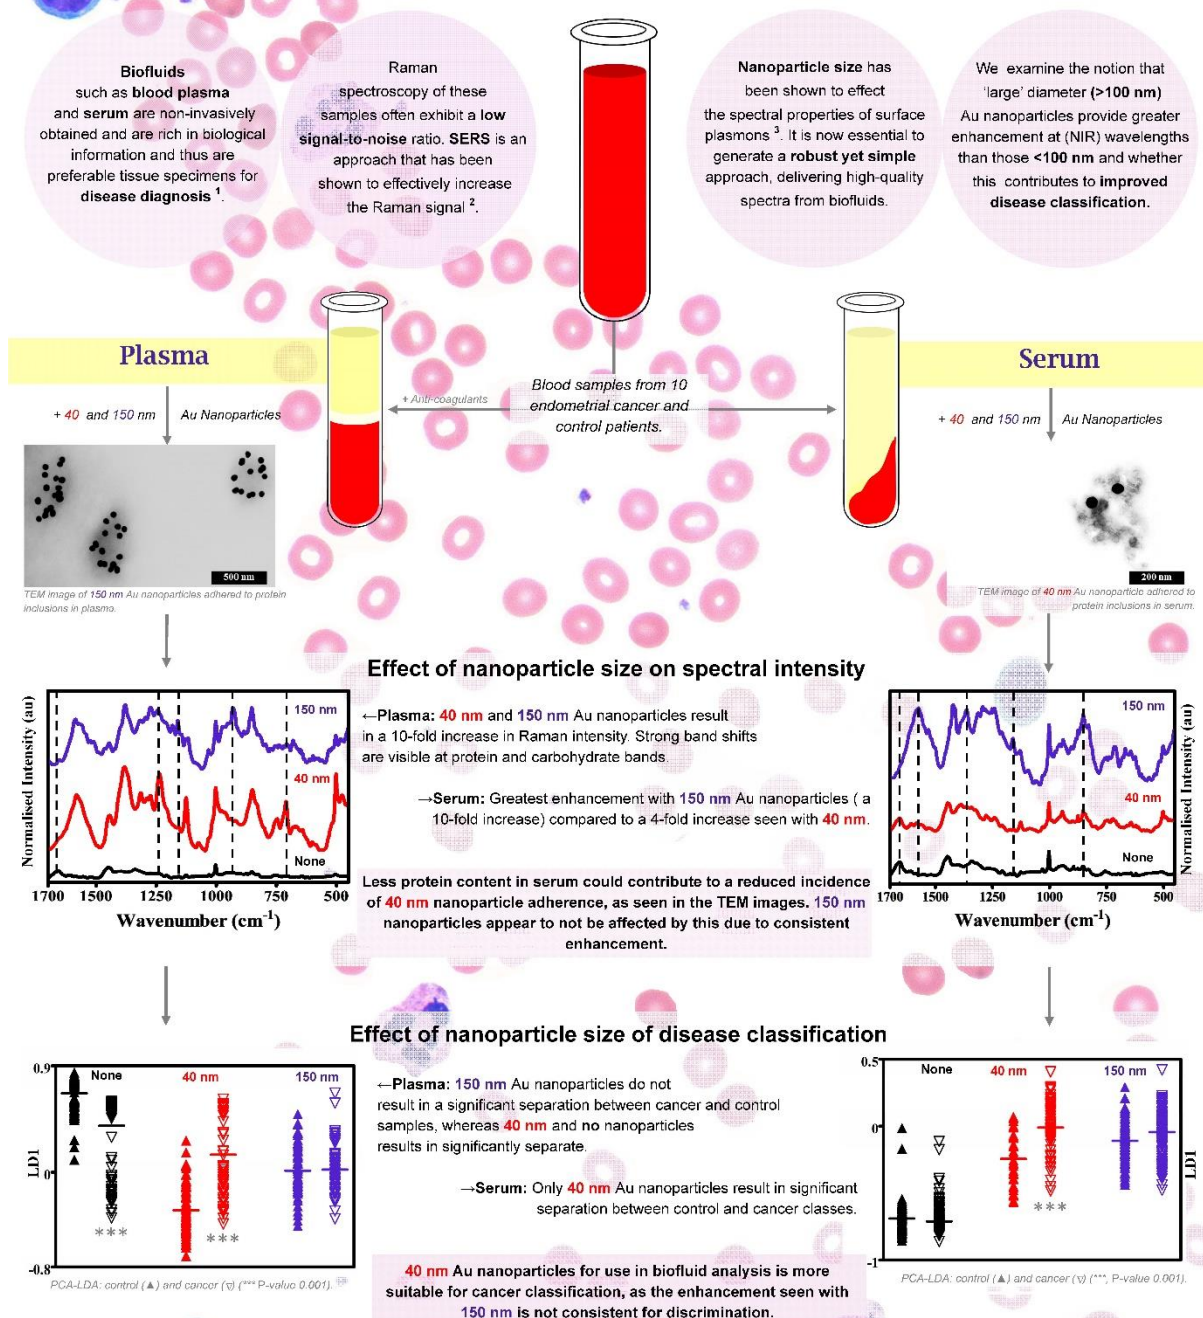 Biofluids
such as blood plasma
and serum are non-invasively
obtained and are rich in biological
information and thus are
preferable tissue specimens for
disease diagnosis 1.
Raman
spectroscopy of these
samples often exhibit a low
signal-to-noise ratio. SERS is an
approach that has been
shown to effectively increase
the Raman signal 2.
Nanoparticle size has
been shown to effect
the spectral properties of surface
plasmons 3. It is now essential to
generate a robust yet simple
approach, delivering high-quality
spectra from biofluids.
We examine the notion that
'large' diameter (>100 nm)
Au nanoparticles provide greater
enhancement at (NIR) wavelengths
than those <100 nm and whether
this contributes to improved
disease classification.
Plasma
Serum
+ Anti-coagulants
Blood samples from 10
endometrial cancer and
control patients.
+ 40 and 150 nm Au Nanoparticles
+ 40 and 150 nm Au Nanoparticles
500 nm
TEM image of 150 nm Au nanoparticles adhered to protein
inclusions in plasma.
200 nm
TEM image of 40 nm Au nanoparticle adhered to
protein inclusions in serum.
Effect of nanoparticle size on spectral intensity
Normalised Intensity (au)
150 nm
40 nm
None
1700 1250 750 450
Wavenumber (cm-1)
←Plasma: 40 nm and 150 nm Au nanoparticles result
in a 10-fold increase in Raman intensity. Strong band shifts
are visible at protein and carbohydrate bands.
→Serum: Greatest enhancement with 150 nm Au nanoparticles ( a
10-fold increase) compared to a 4-fold increase seen with 40 nm.
Less protein content in serum could contribute to a reduced incidence
of 40 nm nanoparticle adherence, as seen in the TEM images. 150 nm
nanoparticles appear to not be affected by this due to consistent
enhancement.
150 nm
40 nm
None
Normalised Intensity (au)
1700 1250 750 450
Wavenumber (cm-1)
Effect of nanoparticle size of disease classification
0.9
0
-0.8
LD1
None 40 nm 150 nm
*** ***
PCA-LDA: control (▲) and cancer (▽) (*** P-value 0.001).
←Plasma: 150 nm Au nanoparticles do not
result in a significant separation between cancer and control
samples, whereas 40 nm and no nanoparticles
results in significantly separate.
→Serum: Only 40 nm Au nanoparticles result in significant
separation between control and cancer classes.
40 nm Au nanoparticles for use in biofluid analysis is more
suitable for cancer classification, as the enhancement seen with
150 nm is not consistent for discrimination.
0.5
0
-1
None 40 nm 150 nm
***
LD1
PCA-LDA: control (▲) and cancer (▽) (***, P-value 0.001).